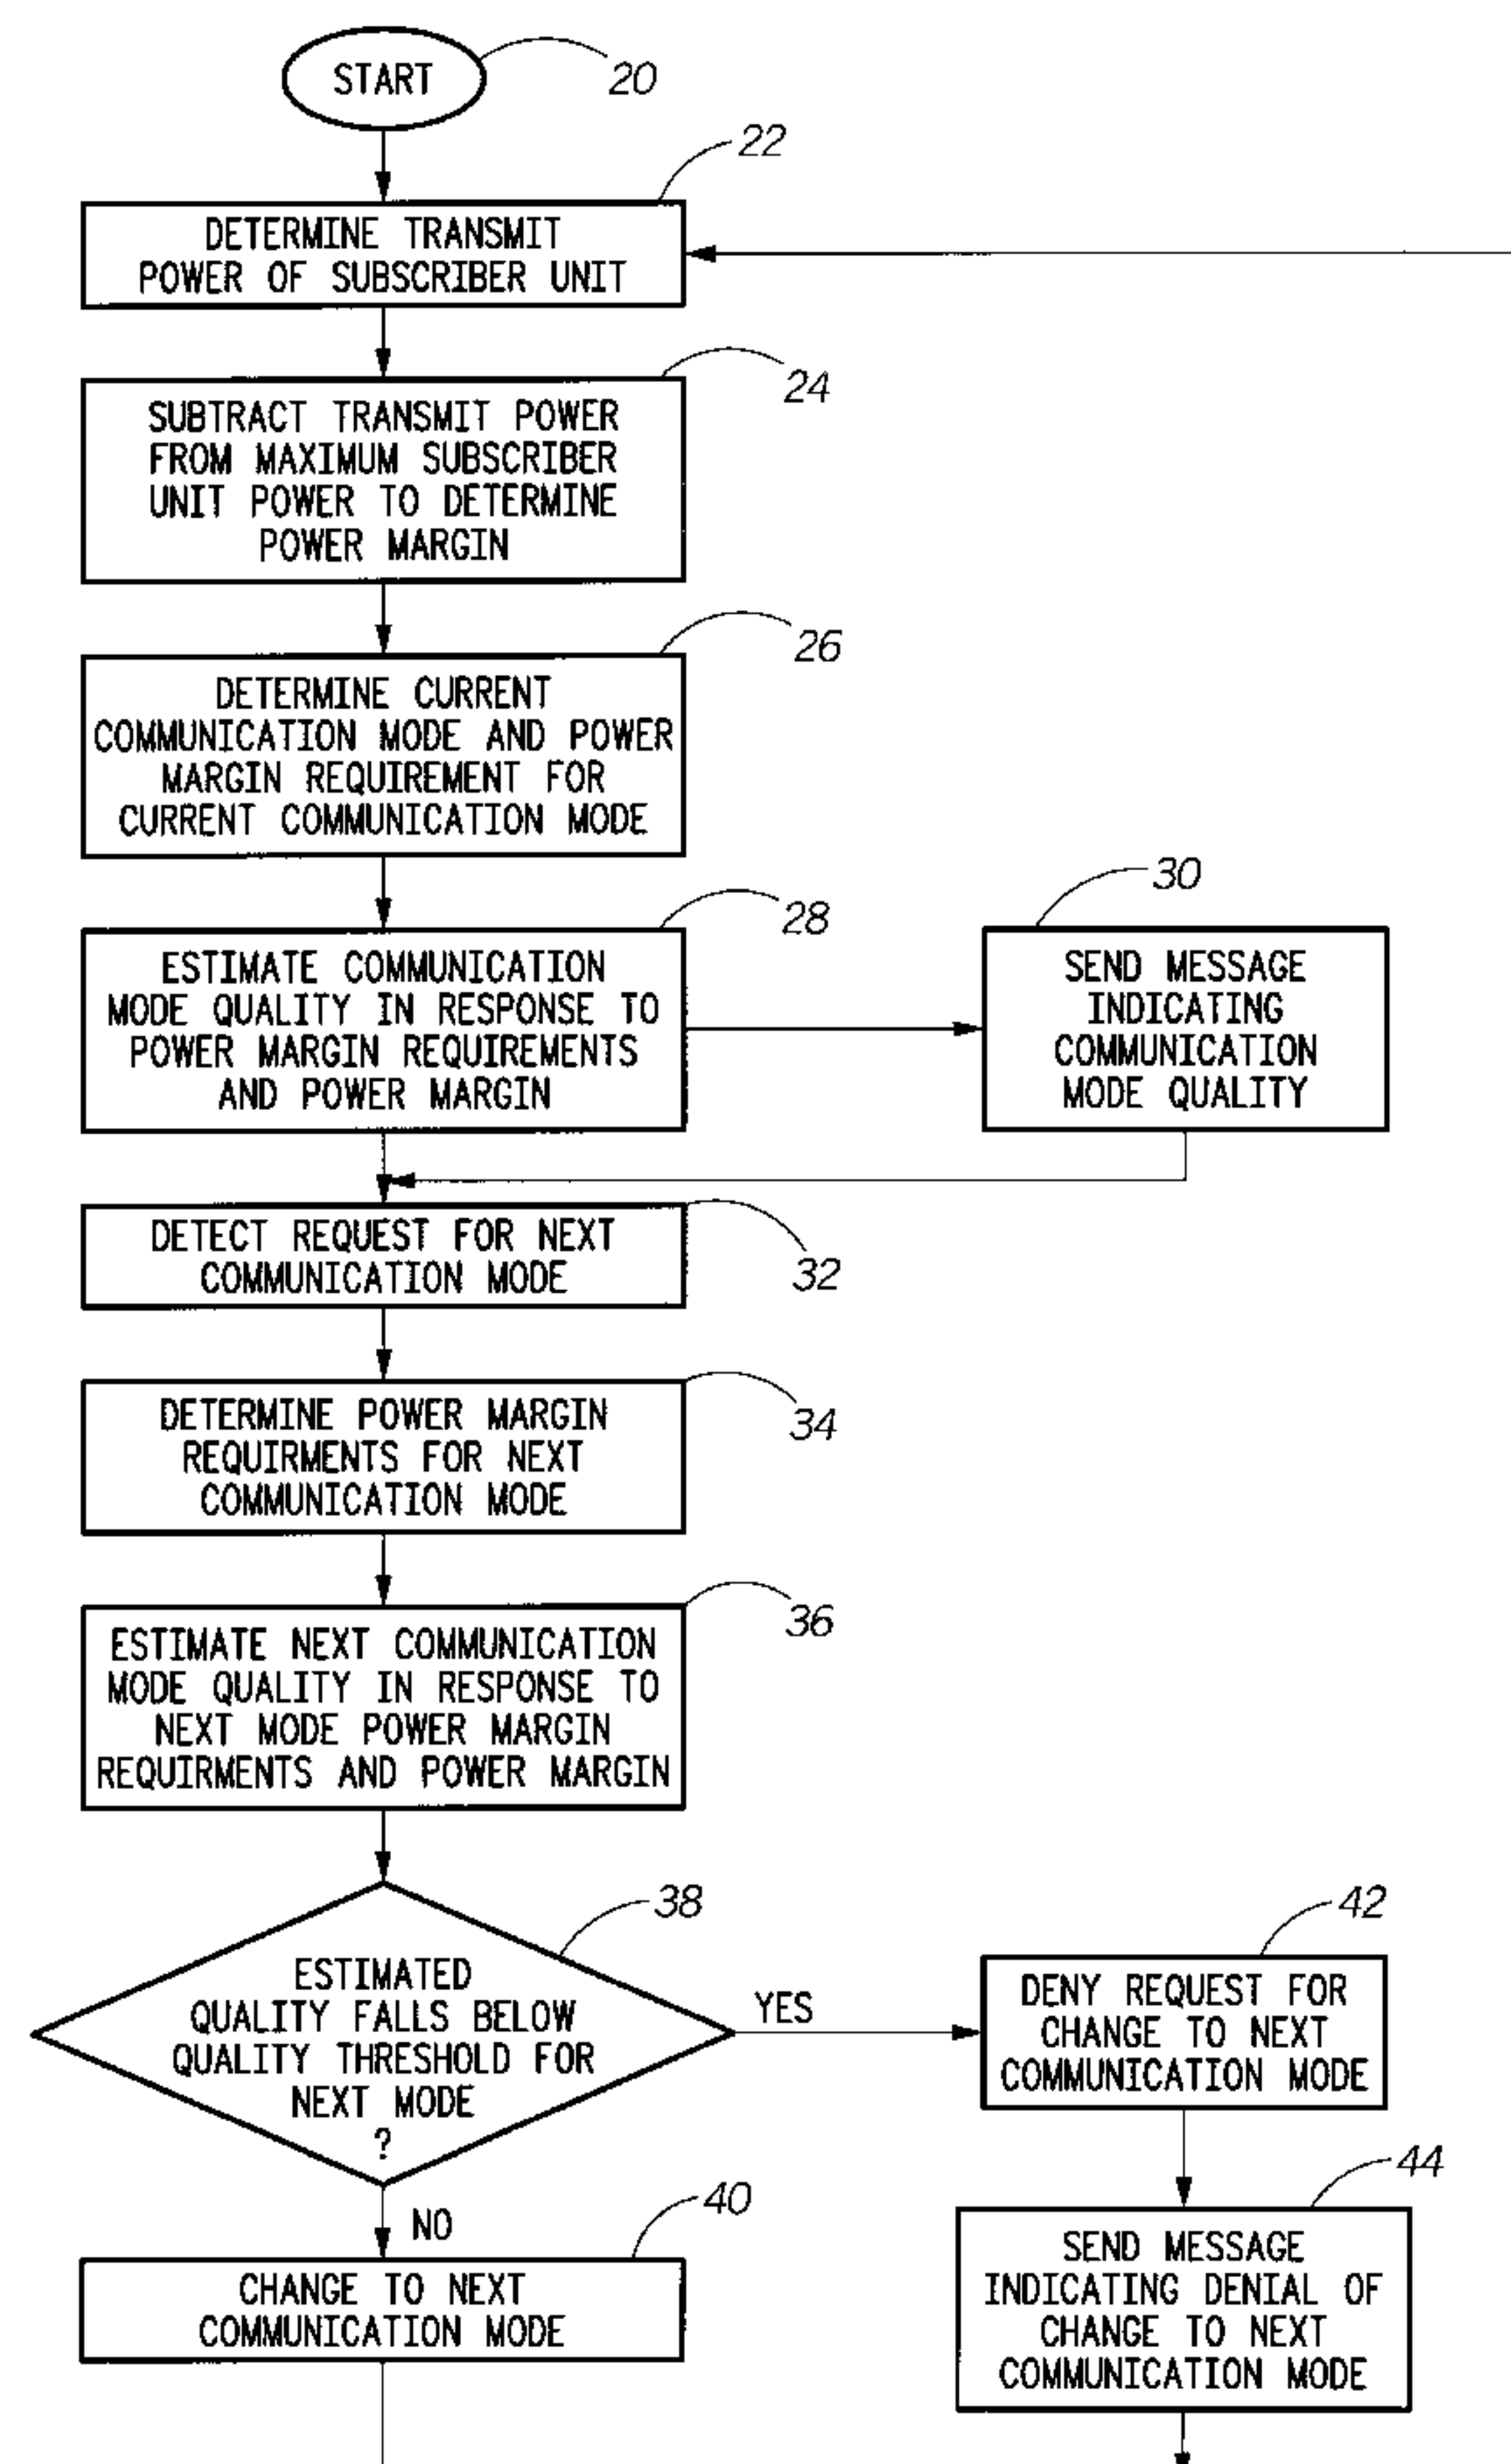 START
20
22
DETERMINE TRANSMIT
POWER OF SUBSCRIBER UNIT
24
SUBTRACT TRANSMIT POWER
FROM MAXIMUM SUBSCRIBER
UNIT POWER TO DETERMINE
POWER MARGIN
26
DETERMINE CURRENT
COMMUNICATION MODE AND POWER
MARGIN REQUIREMENT FOR
CURRENT COMMUNICATION MODE
28
ESTIMATE COMMUNICATION
MODE QUALITY IN RESPONSE TO
POWER MARGIN REQUIREMENTS
AND POWER MARGIN
30
SEND MESSAGE
INDICATING
COMMUNICATION
MODE QUALITY
32
DETECT REQUEST FOR NEXT
COMMUNICATION MODE
34
DETERMINE POWER MARGIN
REQUIRMENTS FOR NEXT
COMMUNICATION MODE
36
ESTIMATE NEXT COMMUNICATION
MODE QUALITY IN RESPONSE TO
NEXT MODE POWER MARGIN
REQUIRMENTS AND POWER MARGIN
38
ESTIMATED
QUALITY FALLS BELOW
QUALITY THRESHOLD FOR
NEXT MODE
?
YES
42
DENY REQUEST FOR
CHANGE TO NEXT
COMMUNICATION MODE
NO
40
CHANGE TO NEXT
COMMUNICATION MODE
44
SEND MESSAGE
INDICATING DENIAL OF
CHANGE TO NEXT
COMMUNICATION MODE